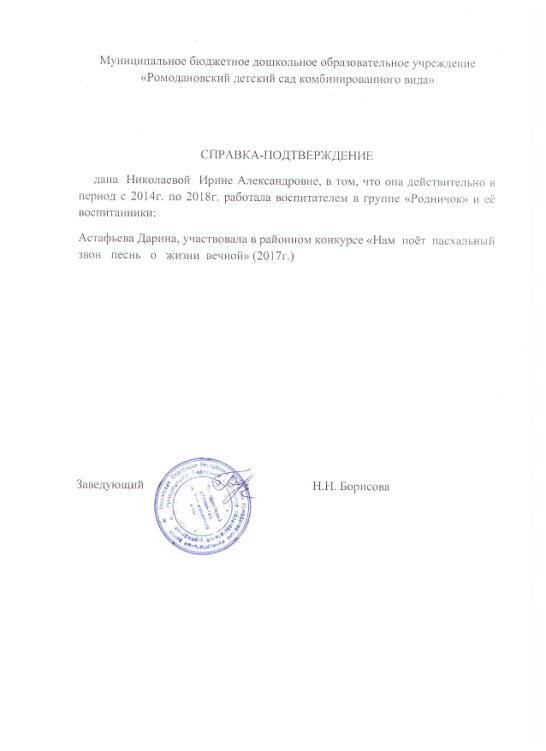 Муниципальное бюджетное дошкольное образовательное учреждение
«Ромодановский детский сад комбинированного вида»
СПРАВКА-ПОДТВЕРЖДЕНИЕ
дана Николаевой Ирине Александровне, в том, что она действительно в
период с 2014г. по 2018г. работала воспитателем в группе «Родничок» и её
воспитанники:
Астафьева Дарина, участвовала в районном конкурсе «Нам поёт пасхальный
звон песнь о жизни вечной» (2017г.)
Заведующий
Н.Н. Борисова